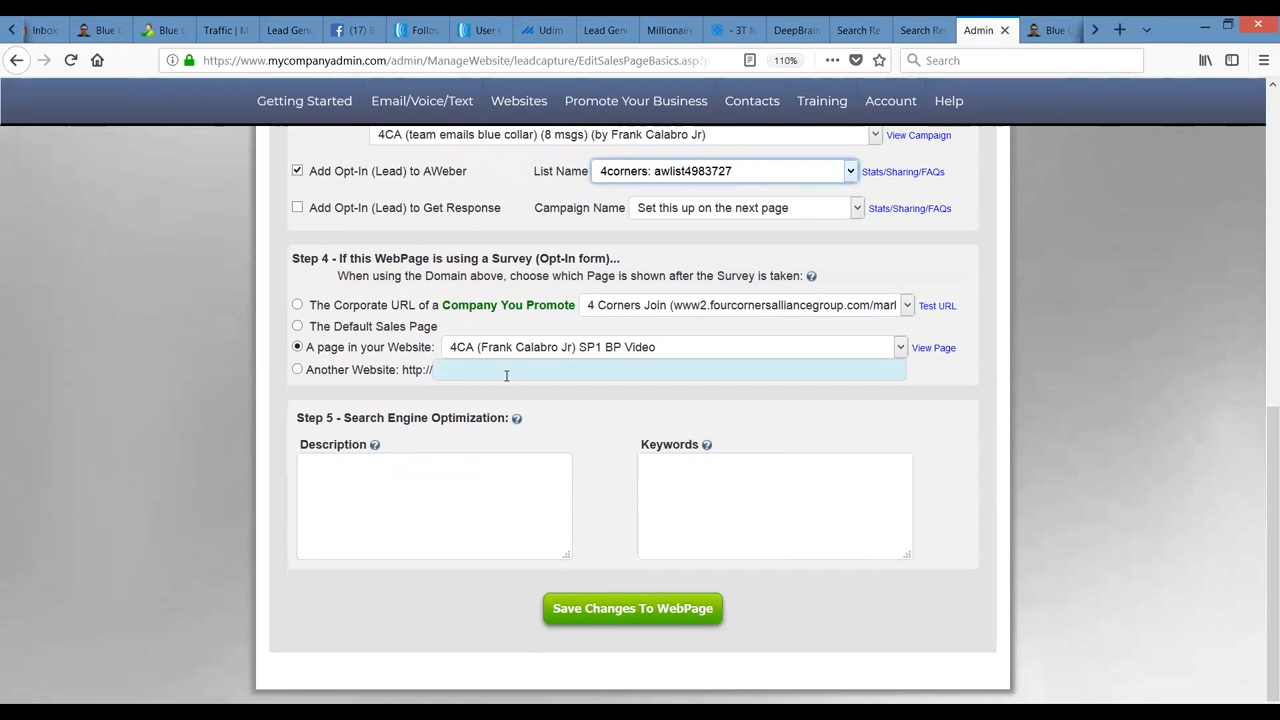 Inbox
Blue C
Blue C
Traffic | M
Lead Gene
(17) B
Follov
User c
Udim
Lead Gene
Millionair
- 3T N
DeepBrain
Search Re
Search Res
Admin
Blue C
https://www.mycompanyadmin.com/admin/ManageWebsite/leadcapture/EditSalesPageBasics.asp?r
110%
Search
Getting Started Email/Voice/Text Websites Promote Your Business Contacts Training Account Help
4CA (team emails blue collar) (8 msgs) (by Frank Calabro Jr) View Campaign
Add Opt-In (Lead) to AWeber List Name 4corners: awlist4983727 Stats/Sharing/FAQs
Add Opt-In (Lead) to Get Response Campaign Name Set this up on the next page Stats/Sharing/FAQs
Step 4 - If this WebPage is using a Survey (Opt-In form)...
When using the Domain above, choose which Page is shown after the Survey is taken:
The Corporate URL of a Company You Promote 4 Corners Join (www2.fourcornersalliancegroup.com/marl Test URL
The Default Sales Page
A page in your Website: 4CA (Frank Calabro Jr) SP1 BP Video View Page
Another Website: http://
Step 5 - Search Engine Optimization:
Description Keywords
Save Changes To WebPage